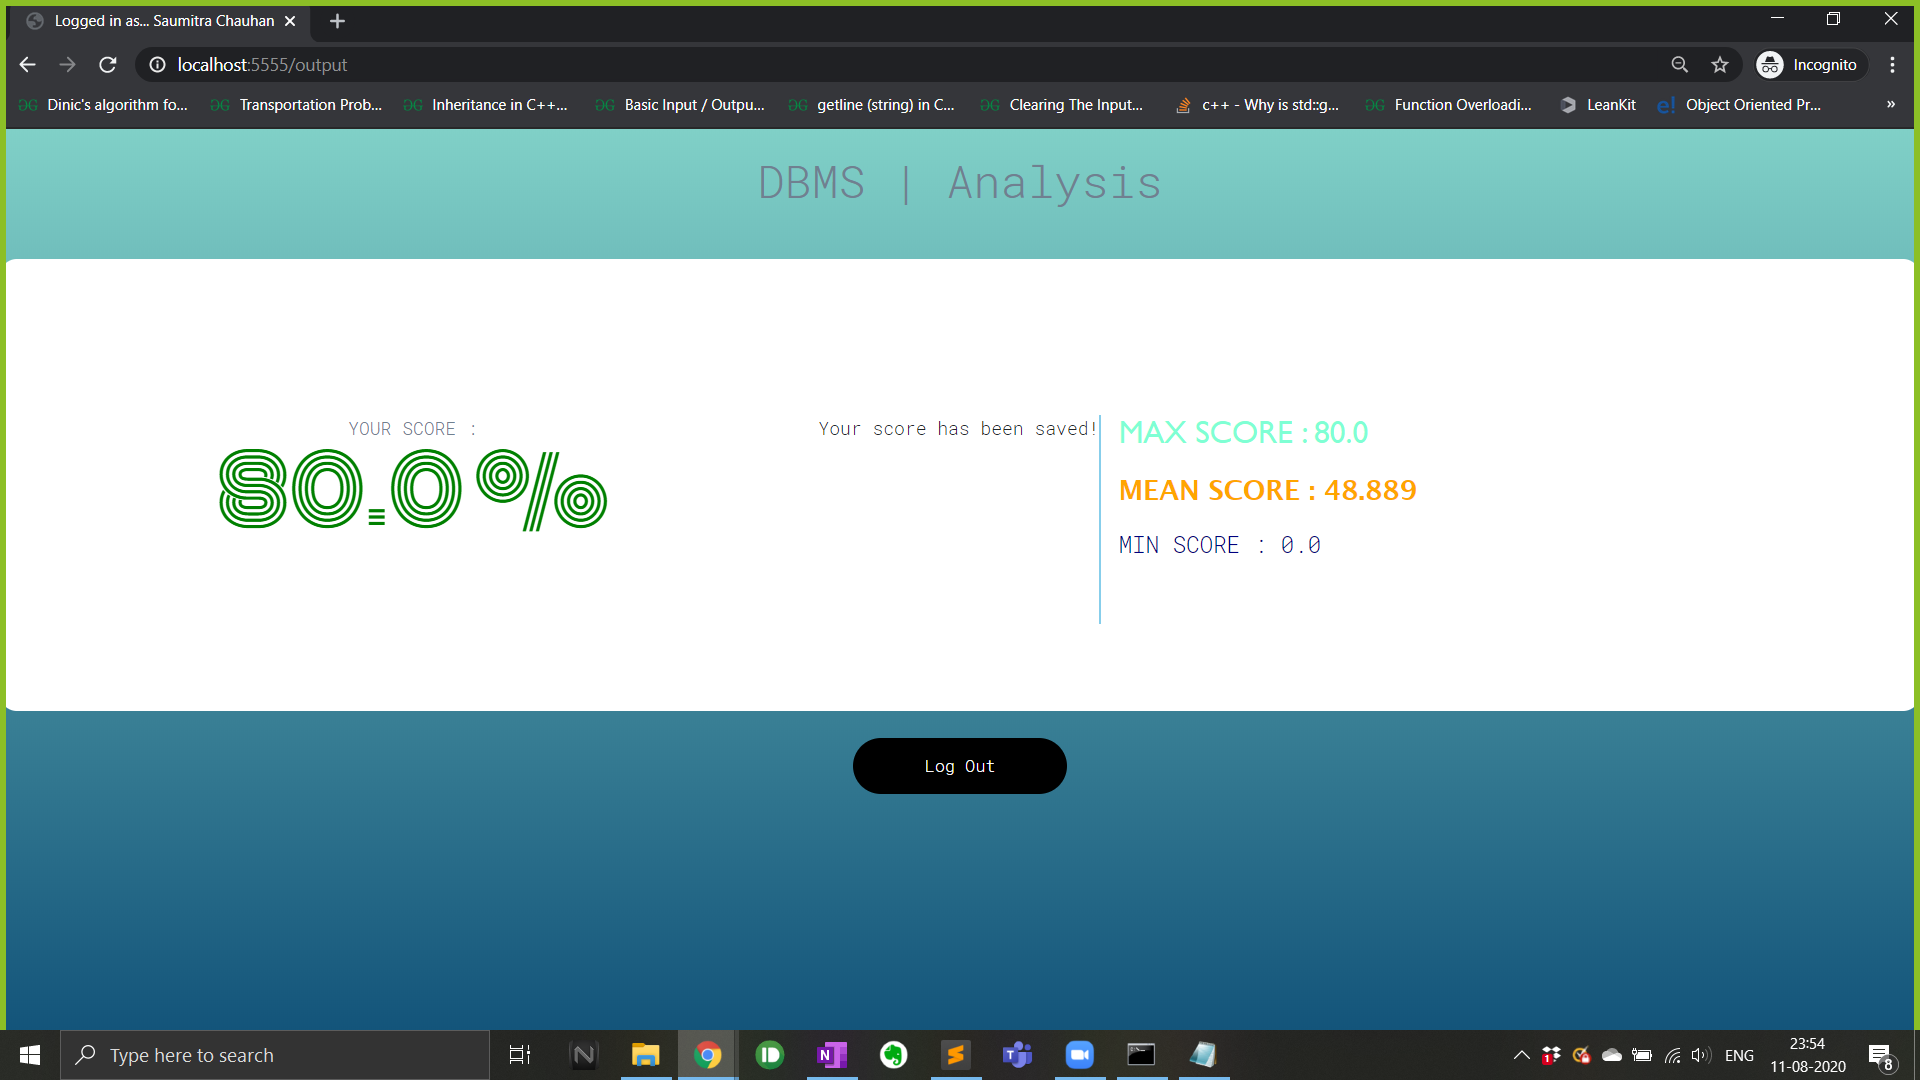 Logged in as... Saumitra Chauhan
localhost:5555/output
Incognito
Dinic's algorithm fo...
Transportation Prob...
Inheritance in C++...
Basic Input / Outpu...
getline (string) in C...
Clearing The Input...
c++ - Why is std::g...
Function Overloadi...
LeanKit
Object Oriented Pr...
»
DBMS | Analysis
YOUR SCORE :
80.0%
Your score has been saved!
MAX SCORE : 80.0
MEAN SCORE : 48.889
MIN SCORE : 0.0
Log Out
Type here to search
ENG
23:54
11-08-2020
8